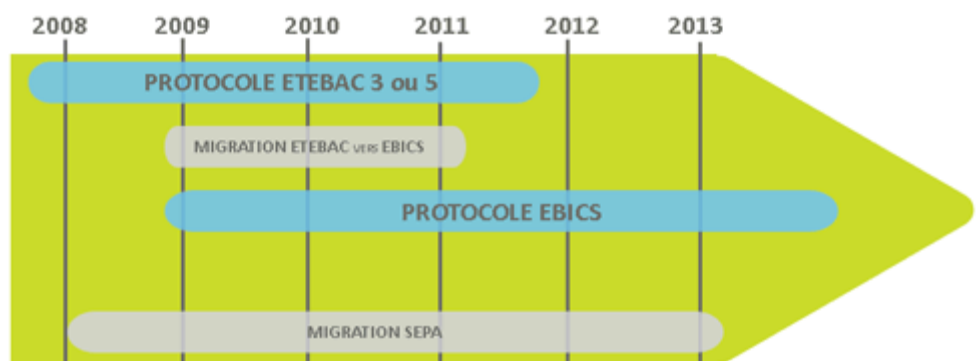 2008 2009 2010 2011 2012 2013
PROTOCOLE ETEBAC 3 ou 5
MIGRATION ETEBAC VERS EBICS
PROTOCOLE EBICS
MIGRATION SEPA